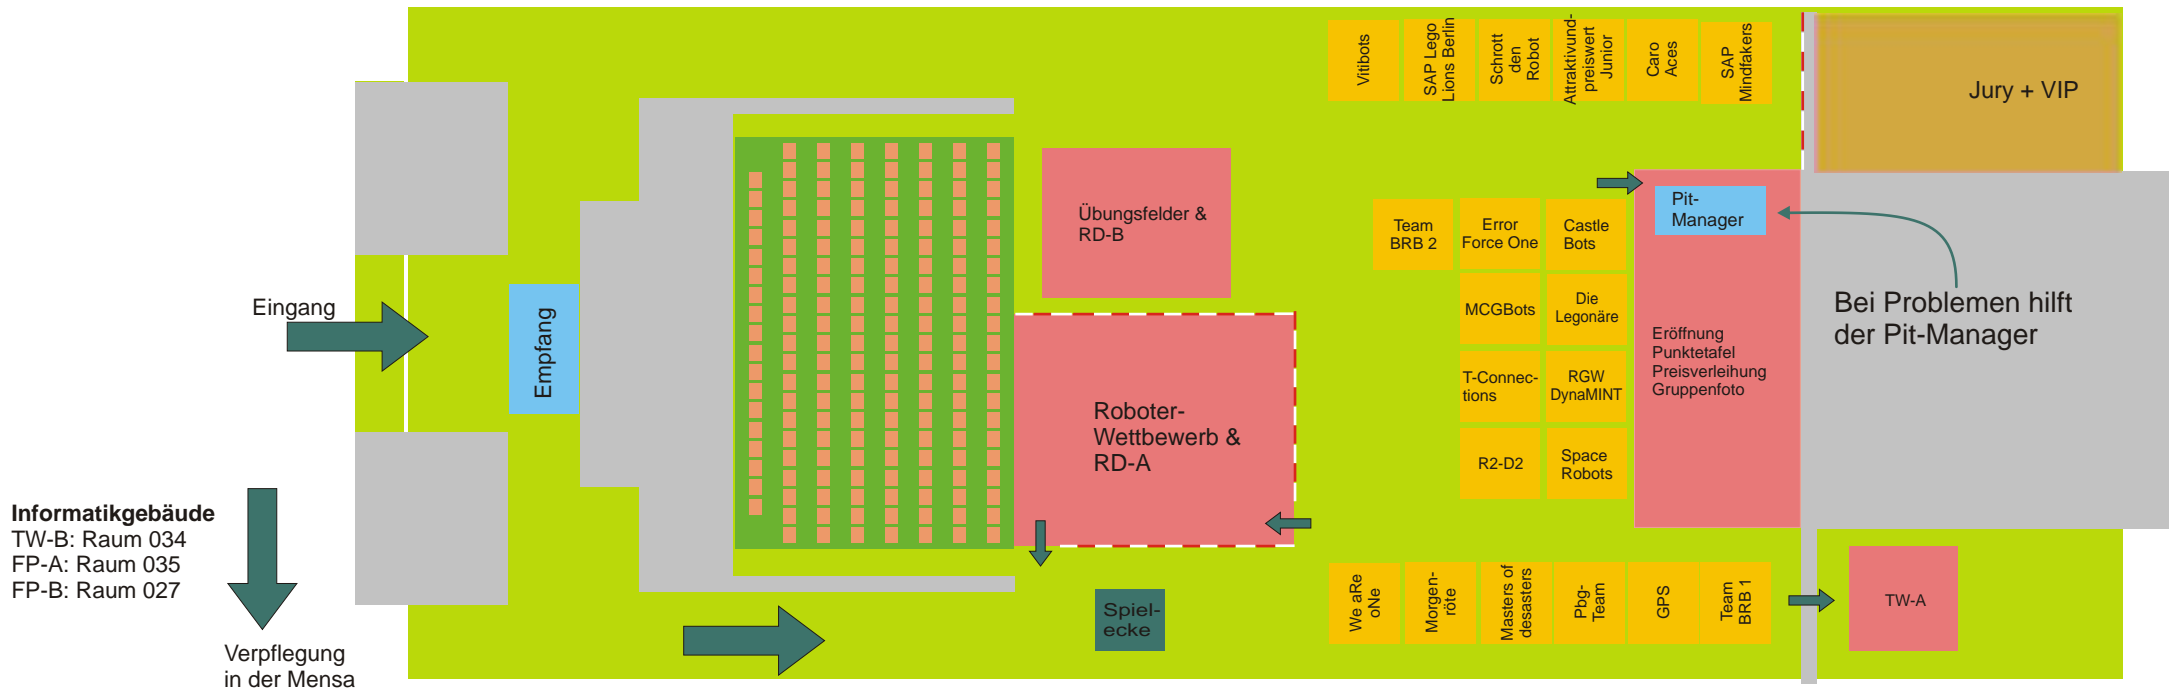 Eingang
Informatikgebäude
TW-B: Raum 034
FP-A: Raum 035
FP-B: Raum 027
Verpflegung
in der Mensa
Empfang
Übungsfelder &
RD-B
Roboter-
Wettbewerb &
RD-A
Spiel-
ecke
Vitibots
SAP Lego
Lions Berlin
Schrott
den
Robot
Attraktivund-
preiswert
Junior
Caro
Aces
SAP
Mindfakers
Team
BRB 2
Error
Force One
Castle
Bots
MCGBots
Die
Legonäre
T-Connec-
tions
RGW
DynaMINT
R2-D2
Space
Robots
We aRe
oNe
Morgen-
röte
Masters of
desasters
Pbg-
Team
GPS
Team
BRB 1
Pit-
Manager
Eröffnung
Punktetafel
Preisverleihung
Gruppenfoto
Jury + VIP
Bei Problemen hilft
der Pit-Manager
TW-A